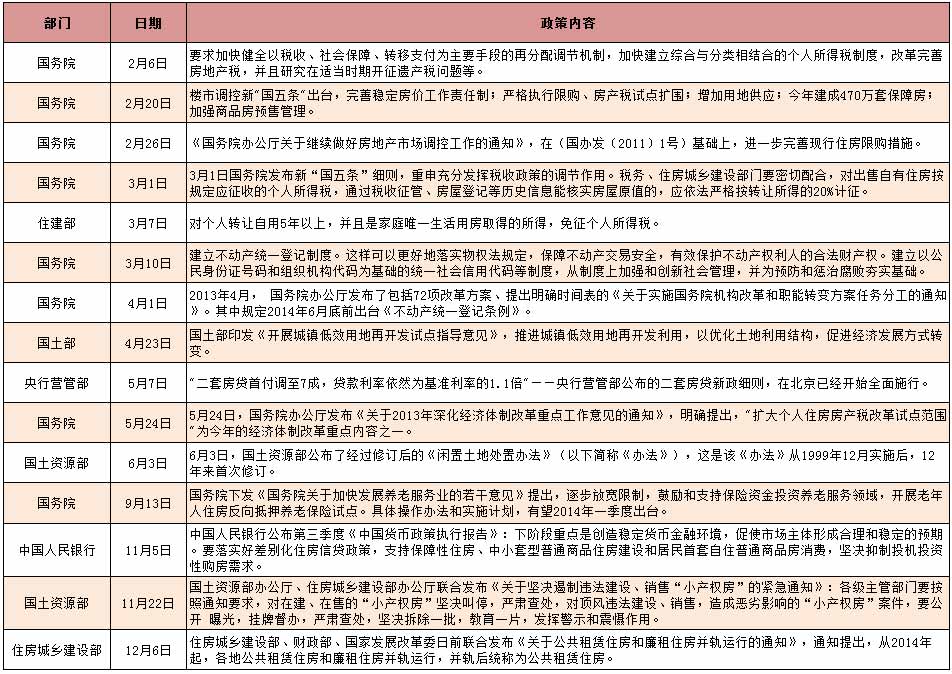 部门 日期 政策内容
国务院 2月6日 要求加快健全以税收、社会保障、转移支付为主要手段的再分配调节机制，加快建立综合与分类相结合的个人所得税制度，改革完善
房地产税，并且研究在适当时期开征遗产税问题等。
国务院 2月20日 楼市调控新"国五条"出台，完善稳定房价工作责任制；严格执行限购、房产税试点扩围；增加用地供应；今年建成470万套保障房；
加强商品房预售管理。
国务院 2月26日 《国务院办公厅关于继续做好房地产市场调控工作的通知》，在（国办发（2011）1号）基础上，进一步完善现行住房限购措施。
国务院 3月1日 3月1日国务院发布新“国五条”细则，重申充分发挥税收政策的调节作用。税务、住房城乡建设部门要密切配合，对出售自有住房按
规定应征收的个人所得税，通过税收征管、房屋登记等历史信息能核实房屋原值的，应依法严格按转让所得的20%计征。
住建部 3月7日 对个人转让自用5年以上，并且是家庭唯一生活用房取得的所得，免征个人所得税。
国务院 3月10日 建立不动产统一登记制度。这样可以更好地落实物权法规定，保障不动产交易安全，有效保护不动产权利人的合法财产权。建立以公
民身份证号码和组织机构代码为基础的统一社会信用代码等制度，从制度上加强和创新社会管理，并为预防和惩治腐败夯实基础。
国务院 4月1日 2013年4月， 国务院办公厅发布了包括72项改革方案、提出明确时间表的《关于实施国务院机构改革和职能转变方案任务分工的通知
》。其中规定2014年6月底前出台《不动产统一登记条例》。
国土部 4月23日 国土部印发《开展城镇低效用地再开发试点指导意见》，推进城镇低效用地再开发利用，以优化土地利用结构，促进经济发展方式转
变。
央行营管部 5月7日 "二套房贷首付调至7成，贷款利率依然为基准利率的1.1倍"——央行营管部公布的二套房贷新政细则，在北京已经开始全面施行。
国务院 5月24日 5月24日，国务院办公厅发布《关于2013年深化经济体制改革重点工作意见的通知》，明确提出，"扩大个人住房房产税改革试点范围
"为今年的经济体制改革重点内容之一。
国土资源部 6月3日 6月3日，国土资源部公布了经过修订后的《闲置土地处置办法》（以下简称《办法》），这是该《办法》从1999年12月实施后，12
年来首次修订。
国务院 9月13日 国务院下发《国务院关于加快发展养老服务业的若干意见》提出，逐步放宽限制，鼓励和支持保险资金投资养老服务领域，开展老年
人住房反向抵押养老保险试点。具体操作办法和实施计划，有望2014年一季度出台。
中国人民银行 11月5日 中国人民银行公布第三季度《中国货币政策执行报告》：下阶段重点是创造稳定货币金融环境，促使市场主体形成合理和稳定的预期
。要落实好差别化住房信贷政策，支持保障性住房、中小套型普通商品住房建设和居民首套自住普通商品房消费，坚决抑制投机投资
性购房需求。
国土资源部 11月22日 国土资源部办公厅、住房城乡建设部办公厅联合发布《关于坚决遏制违法建设、销售“小产权房”的紧急通知》：各级主管部门要按
照通知要求，对在建、在售的“小产权房”坚决叫停，严肃查处，对顶风违法建设、销售，造成恶劣影响的“小产权房”案件，要公
开 曝光，挂牌督办，严肃查处，坚决拆除一批，教育一片，发挥警示和震慑作用。
住房城乡建设部 12月6日 住房城乡建设部、财政部、国家发展改革委日前联合发布《关于公共租赁住房和廉租住房并轨运行的通知》，通知提出，从2014年
起，各地公共租赁住房和廉租住房并轨运行，并轨后统称为公共租赁住房。